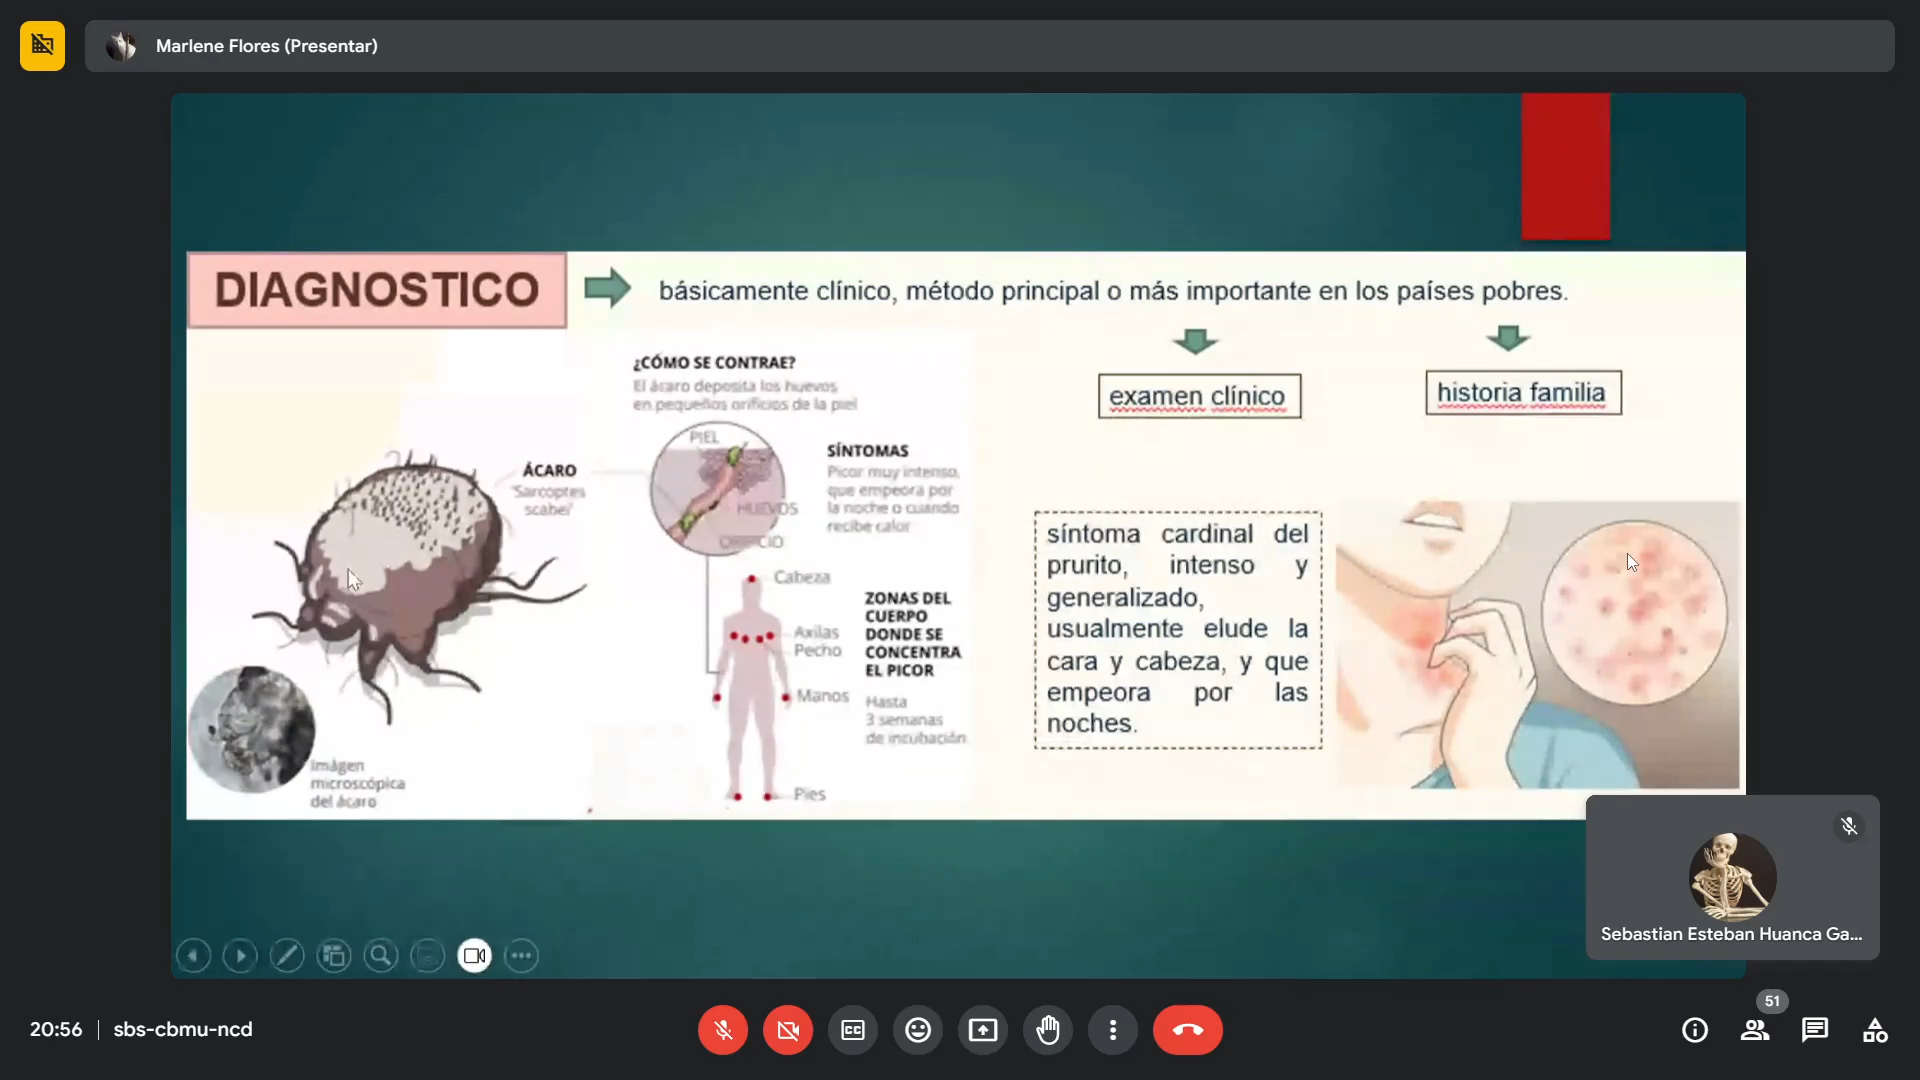 Marlene Flores (Presentar)
DIAGNOSTICO
básicamente clínico, método principal o más importante en los países pobres.
examen clínico
historia familia
¿CÓMO SE CONTRAE?
El ácaro deposita los huevos
en pequeños orificios de la piel
PIEL
HUEVOS
ORIFICIO
ÁCARO
'Sarcoptes
scabei'
SÍNTOMAS
Picor muy intenso,
que empeora por
la noche o cuando
recibe calor
Cabeza
Axilas
Pecho
Manos
Pies
ZONAS DEL
CUERPO
DONDE SE
CONCENTRA
EL PICOR
Hasta
3 semanas
de incubación
Imágen
microscópica
del ácaro
síntoma cardinal del
prurito, intenso y
generalizado,
usualmente elude la
cara y cabeza, y que
empeora por las
noches.
Sebastian Esteban Huanca Ga...
20:56
sbs-cbmu-ncd
CC
51